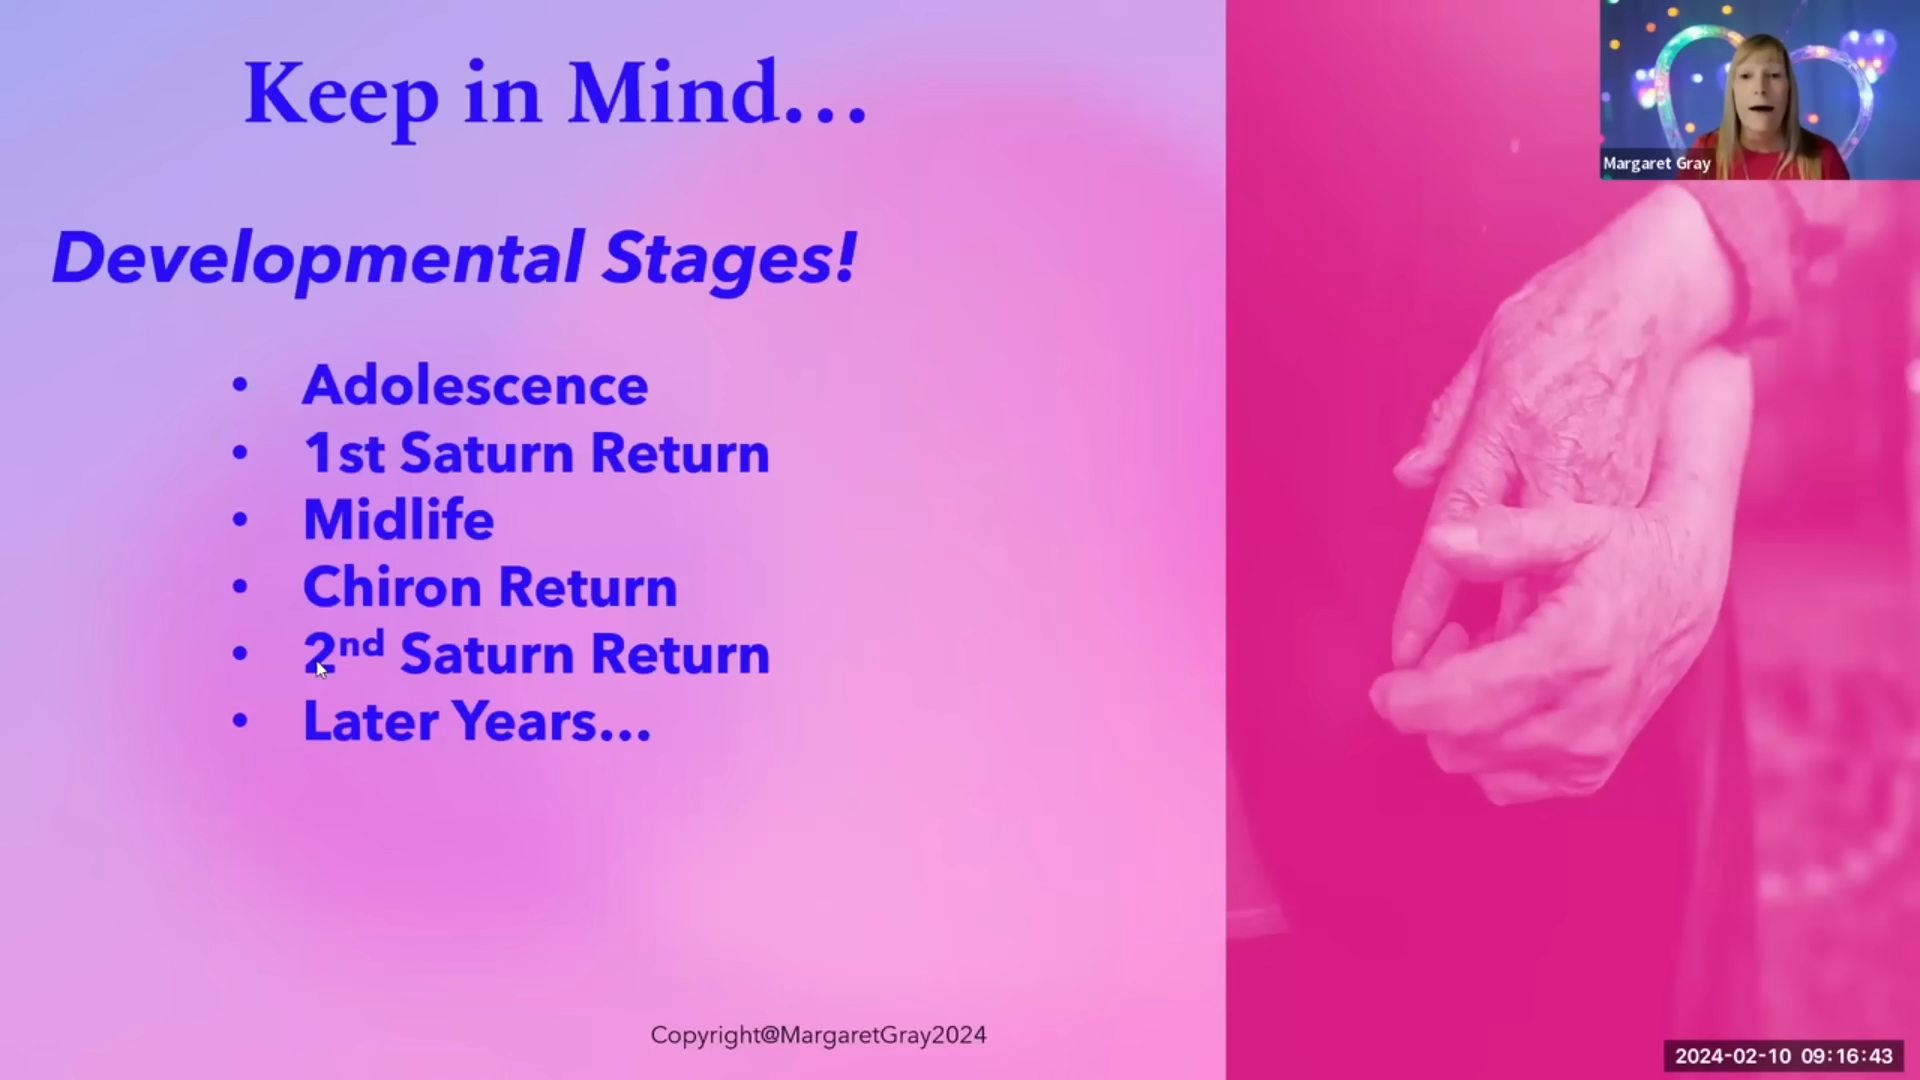 Keep in Mind...
Margaret Gray
Developmental Stages!
• Adolescence
• 1st Saturn Return
• Midlife
• Chiron Return
• 2nd Saturn Return
• Later Years...
Copyright@MargaretGray2024
2024-02-10 09:16:43